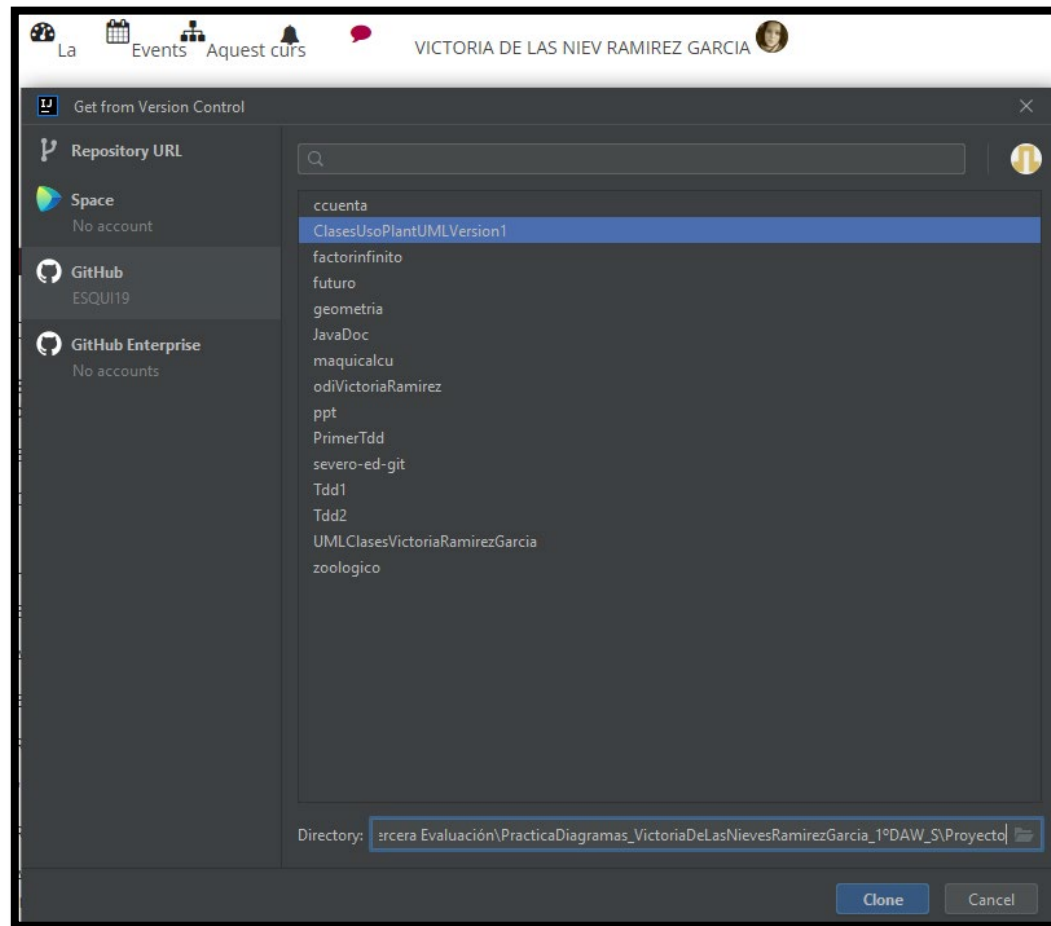 La
Events
Aquest curs
VICTORIA DE LAS NIEV RAMIREZ GARCIA
IJ
Get from Version Control
Repository URL
Space
No account
GitHub
ESQUI19
GitHub Enterprise
No accounts
ccuenta
ClasesUsoPlantUMLVersion1
factorinfinito
futuro
geometria
JavaDoc
maquicalcu
odiVictoriaRamirez
ppt
PrimerTdd
severo-ed-git
Tdd1
Tdd2
UMLClasesVictoriaRamirezGarcia
zoologico
Directory: ercera Evaluación\PracticaDiagramas_VictoriaDeLasNievesRamirezGarcia_1ºDAW_S\Proyecto
Clone
Cancel